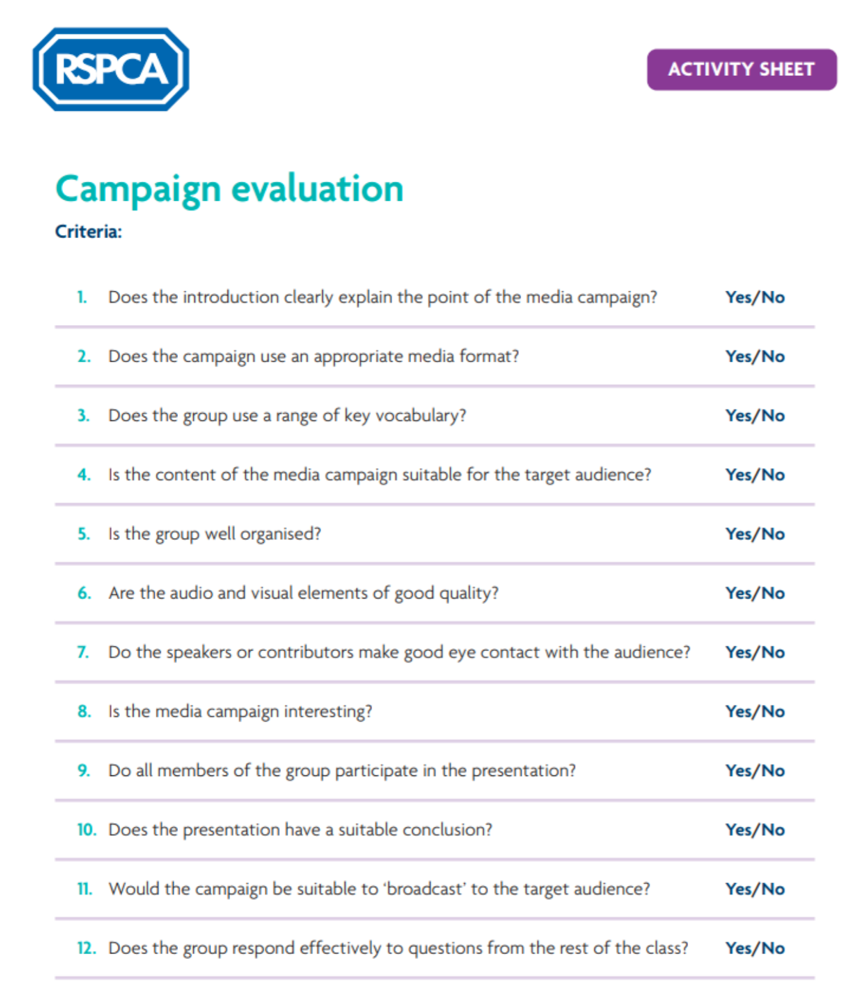 RSPCA
ACTIVITY SHEET
Campaign evaluation
Criteria:
1. Does the introduction clearly explain the point of the media campaign? Yes/No
2. Does the campaign use an appropriate media format? Yes/No
3. Does the group use a range of key vocabulary? Yes/No
4. Is the content of the media campaign suitable for the target audience? Yes/No
5. Is the group well organised? Yes/No
6. Are the audio and visual elements of good quality? Yes/No
7. Do the speakers or contributors make good eye contact with the audience? Yes/No
8. Is the media campaign interesting? Yes/No
9. Do all members of the group participate in the presentation? Yes/No
10. Does the presentation have a suitable conclusion? Yes/No
11. Would the campaign be suitable to ‘broadcast’ to the target audience? Yes/No
12. Does the group respond effectively to questions from the rest of the class? Yes/No